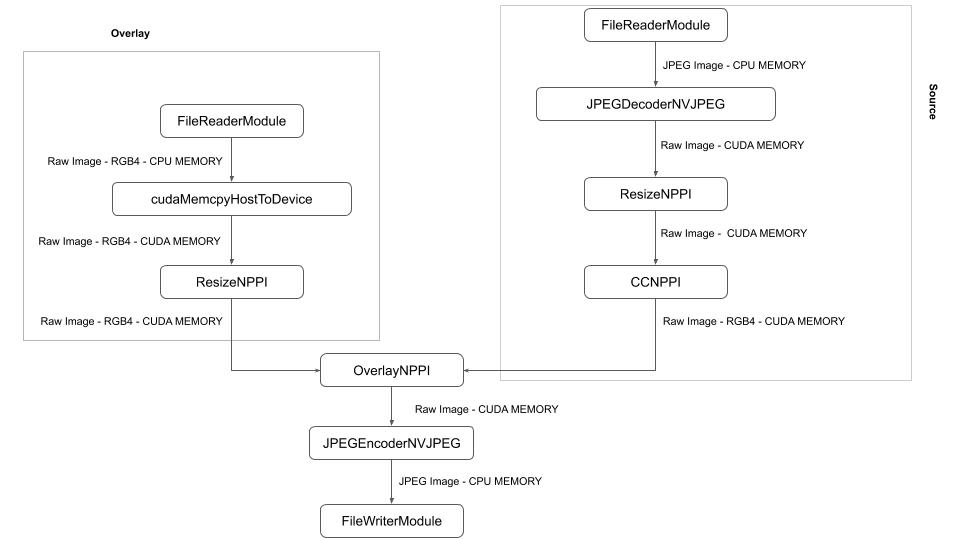 Overlay
FileReaderModule
Raw Image - RGB4 - CPU MEMORY
cudaMemcpyHostToDevice
Raw Image - RGB4 - CUDA MEMORY
ResizeNPPI
Raw Image - RGB4 - CUDA MEMORY
Source
FileReaderModule
JPEG Image - CPU MEMORY
JPEGDecoderNVJPEG
Raw Image - CUDA MEMORY
ResizeNPPI
Raw Image -  CUDA MEMORY
CCNPPI
Raw Image - RGB4 - CUDA MEMORY
OverlayNPPI
Raw Image - CUDA MEMORY
JPEGEncoderNVJPEG
JPEG Image - CPU MEMORY
FileWriterModule